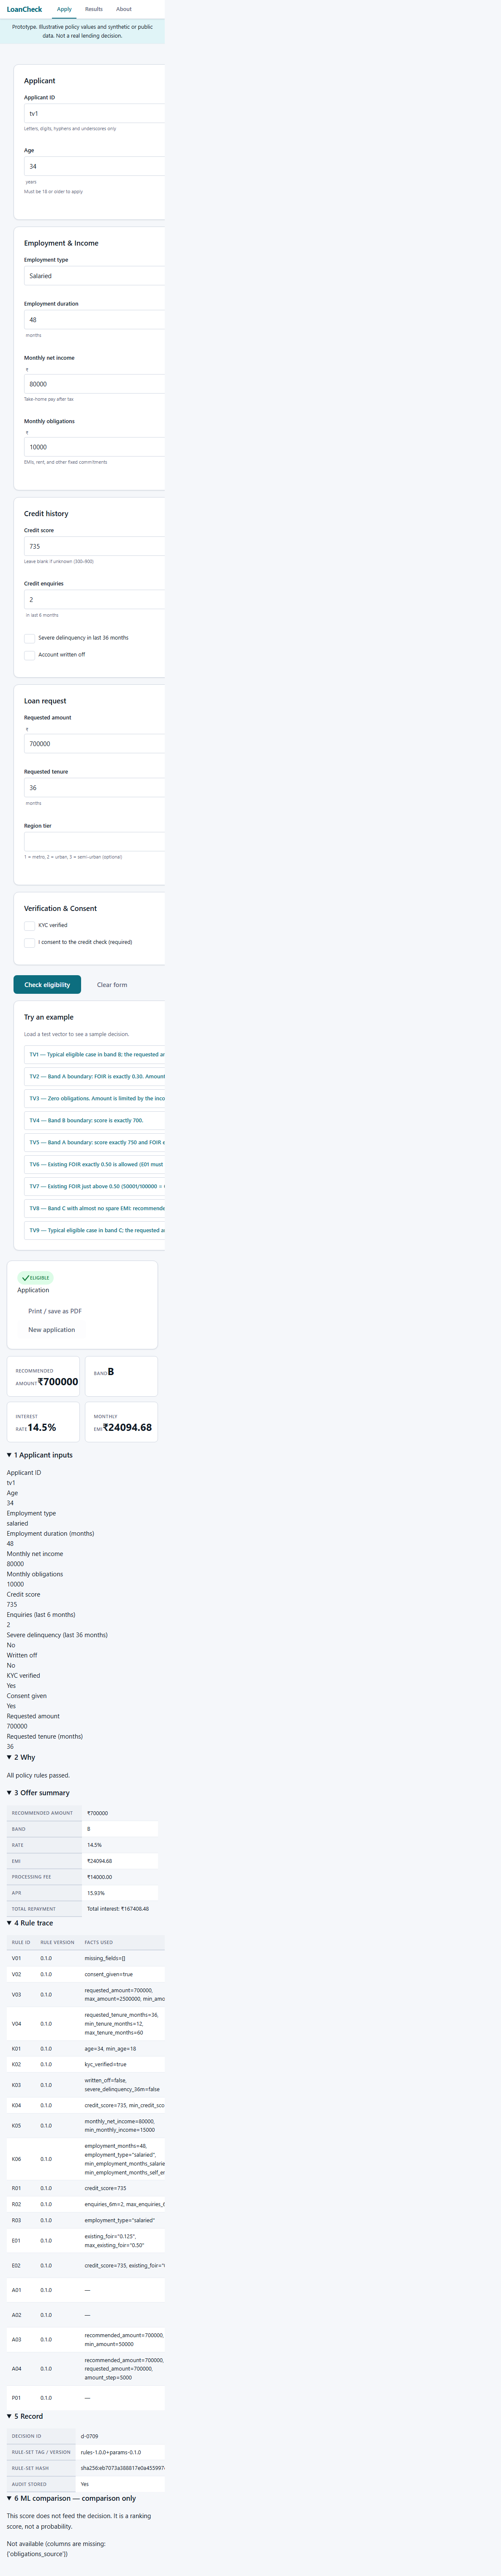 LoanCheck Apply Results About
Prototype. Illustrative policy values and synthetic or public
data. Not a real lending decision.
Applicant
Applicant ID
tv1
Letters, digits, hyphens and underscores only
Age
34
years
Must be 18 or older to apply
Employment & Income
Employment type
Salaried
Employment duration
48
months
Monthly net income
₹
80000
Take-home pay after tax
Monthly obligations
₹
10000
EMIs, rent, and other fixed commitments
Credit history
Credit score
735
Leave blank if unknown (300–900)
Credit enquiries
2
in last 6 months
Severe delinquency in last 36 months
Account written off
Loan request
Requested amount
₹
700000
Requested tenure
36
months
Region tier
1 = metro, 2 = urban, 3 = semi-urban (optional)
Verification & Consent
KYC verified
I consent to the credit check (required)
Check eligibility Clear form
Try an example
Load a test vector to see a sample decision.
TV1 — Typical eligible case in band B; the requested
TV2 — Band A boundary: FOIR is exactly 0.30. Amount
TV3 — Zero obligations. Amount is limited by the
TV4 — Band B boundary: score is exactly 700.
TV5 — Band A boundary: score exactly 750 and FOIR
TV6 — Existing FOIR exactly 0.50 is allowed (E01 must
TV7 — Existing FOIR just above 0.50 (50001/100000 =
TV8 — Band C with almost no spare EMI:
TV9 — Typical eligible case in band C; the requested
ELIGIBLE
Application
Print / save as PDF
New application
RECOMMENDED
AMOUNT₹700000
BANDB
INTEREST
RATE14.5%
MONTHLY
EMI₹24094.68
▼ 1 Applicant inputs
Applicant ID
tv1
Age
34
Employment type
salaried
Employment duration (months)
48
Monthly net income
80000
Monthly obligations
10000
Credit score
735
Enquiries (last 6 months)
2
Severe delinquency (last 36 months)
No
Written off
No
KYC verified
Yes
Consent given
Yes
Requested amount
700000
Requested tenure (months)
36
▼ 2 Why
All policy rules passed.
▼ 3 Offer summary
RECOMMENDED AMOUNT ₹700000
BAND B
RATE 14.5%
EMI ₹24094.68
PROCESSING FEE ₹14000.00
APR 15.93%
TOTAL REPAYMENT Total interest: ₹167408.48
▼ 4 Rule trace
RULE ID RULE VERSION FACTS USED
V01 0.1.0 missing_fields=[]
V02 0.1.0 consent_given=true
V03 0.1.0 requested_amount=700000,
max_amount=2500000,
V04 0.1.0 requested_tenure_months=36,
min_tenure_months=12,
max_tenure_months=60
K01 0.1.0 age=34, min_age=18
K02 0.1.0 kyc_verified=true
K03 0.1.0 written_off=false,
severe_delinquency_36m=false
K04 0.1.0 credit_score=735,
K05 0.1.0 monthly_net_income=80000,
min_monthly_income=15000
K06 0.1.0 employment_months=48,
employment_type="salaried",
R01 0.1.0 credit_score=735
R02 0.1.0 enquiries_6m=2,
R03 0.1.0 employment_type="salaried"
E01 0.1.0 existing_foir="0.125",
max_existing_foir="0.50"
E02 0.1.0 credit_score=735,
A01 0.1.0 —
A02 0.1.0 —
A03 0.1.0 recommended_amount=700000,
min_amount=50000
A04 0.1.0 recommended_amount=700000,
requested_amount=700000,
amount_step=5000
P01 0.1.0 —
▼ 5 Record
DECISION ID d-0709
RULE-SET TAG / VERSION rules-1.0.0+params-0.1.0
RULE-SET HASH
AUDIT STORED Yes
▼ 6 ML comparison — comparison only
This score does not feed the decision. It is a ranking
score, not a probability.
Not available (columns are missing:
{'obligations_source'})